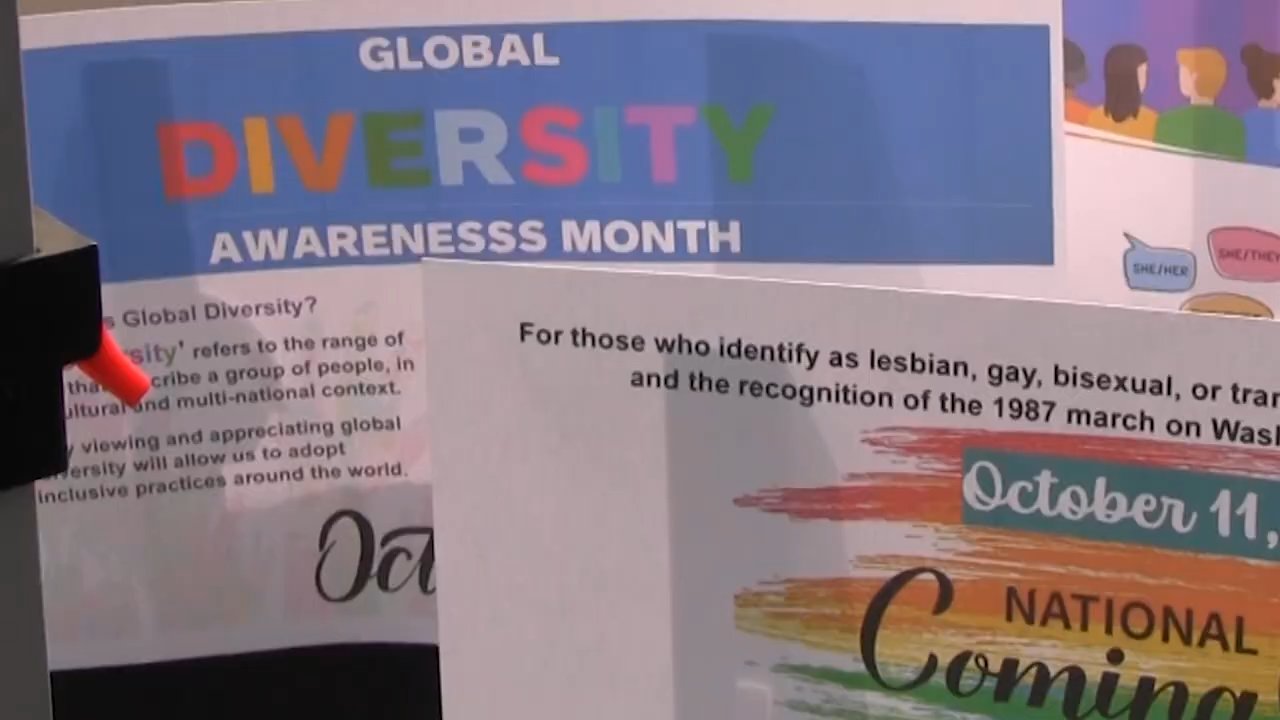 GLOBAL
DIVERSITY
AWARENESSS MONTH
Global Diversity?
refers to the range of
a group of people, in
and multi-national context.
viewing and appreciating global
will allow us to adopt
inclusive practices around the world.
SHE/HER
SHE/THEY
For those who identify as lesbian, gay, bisexual, or
and the recognition of the 1987 march on
October 11,
NATIONAL
Coming